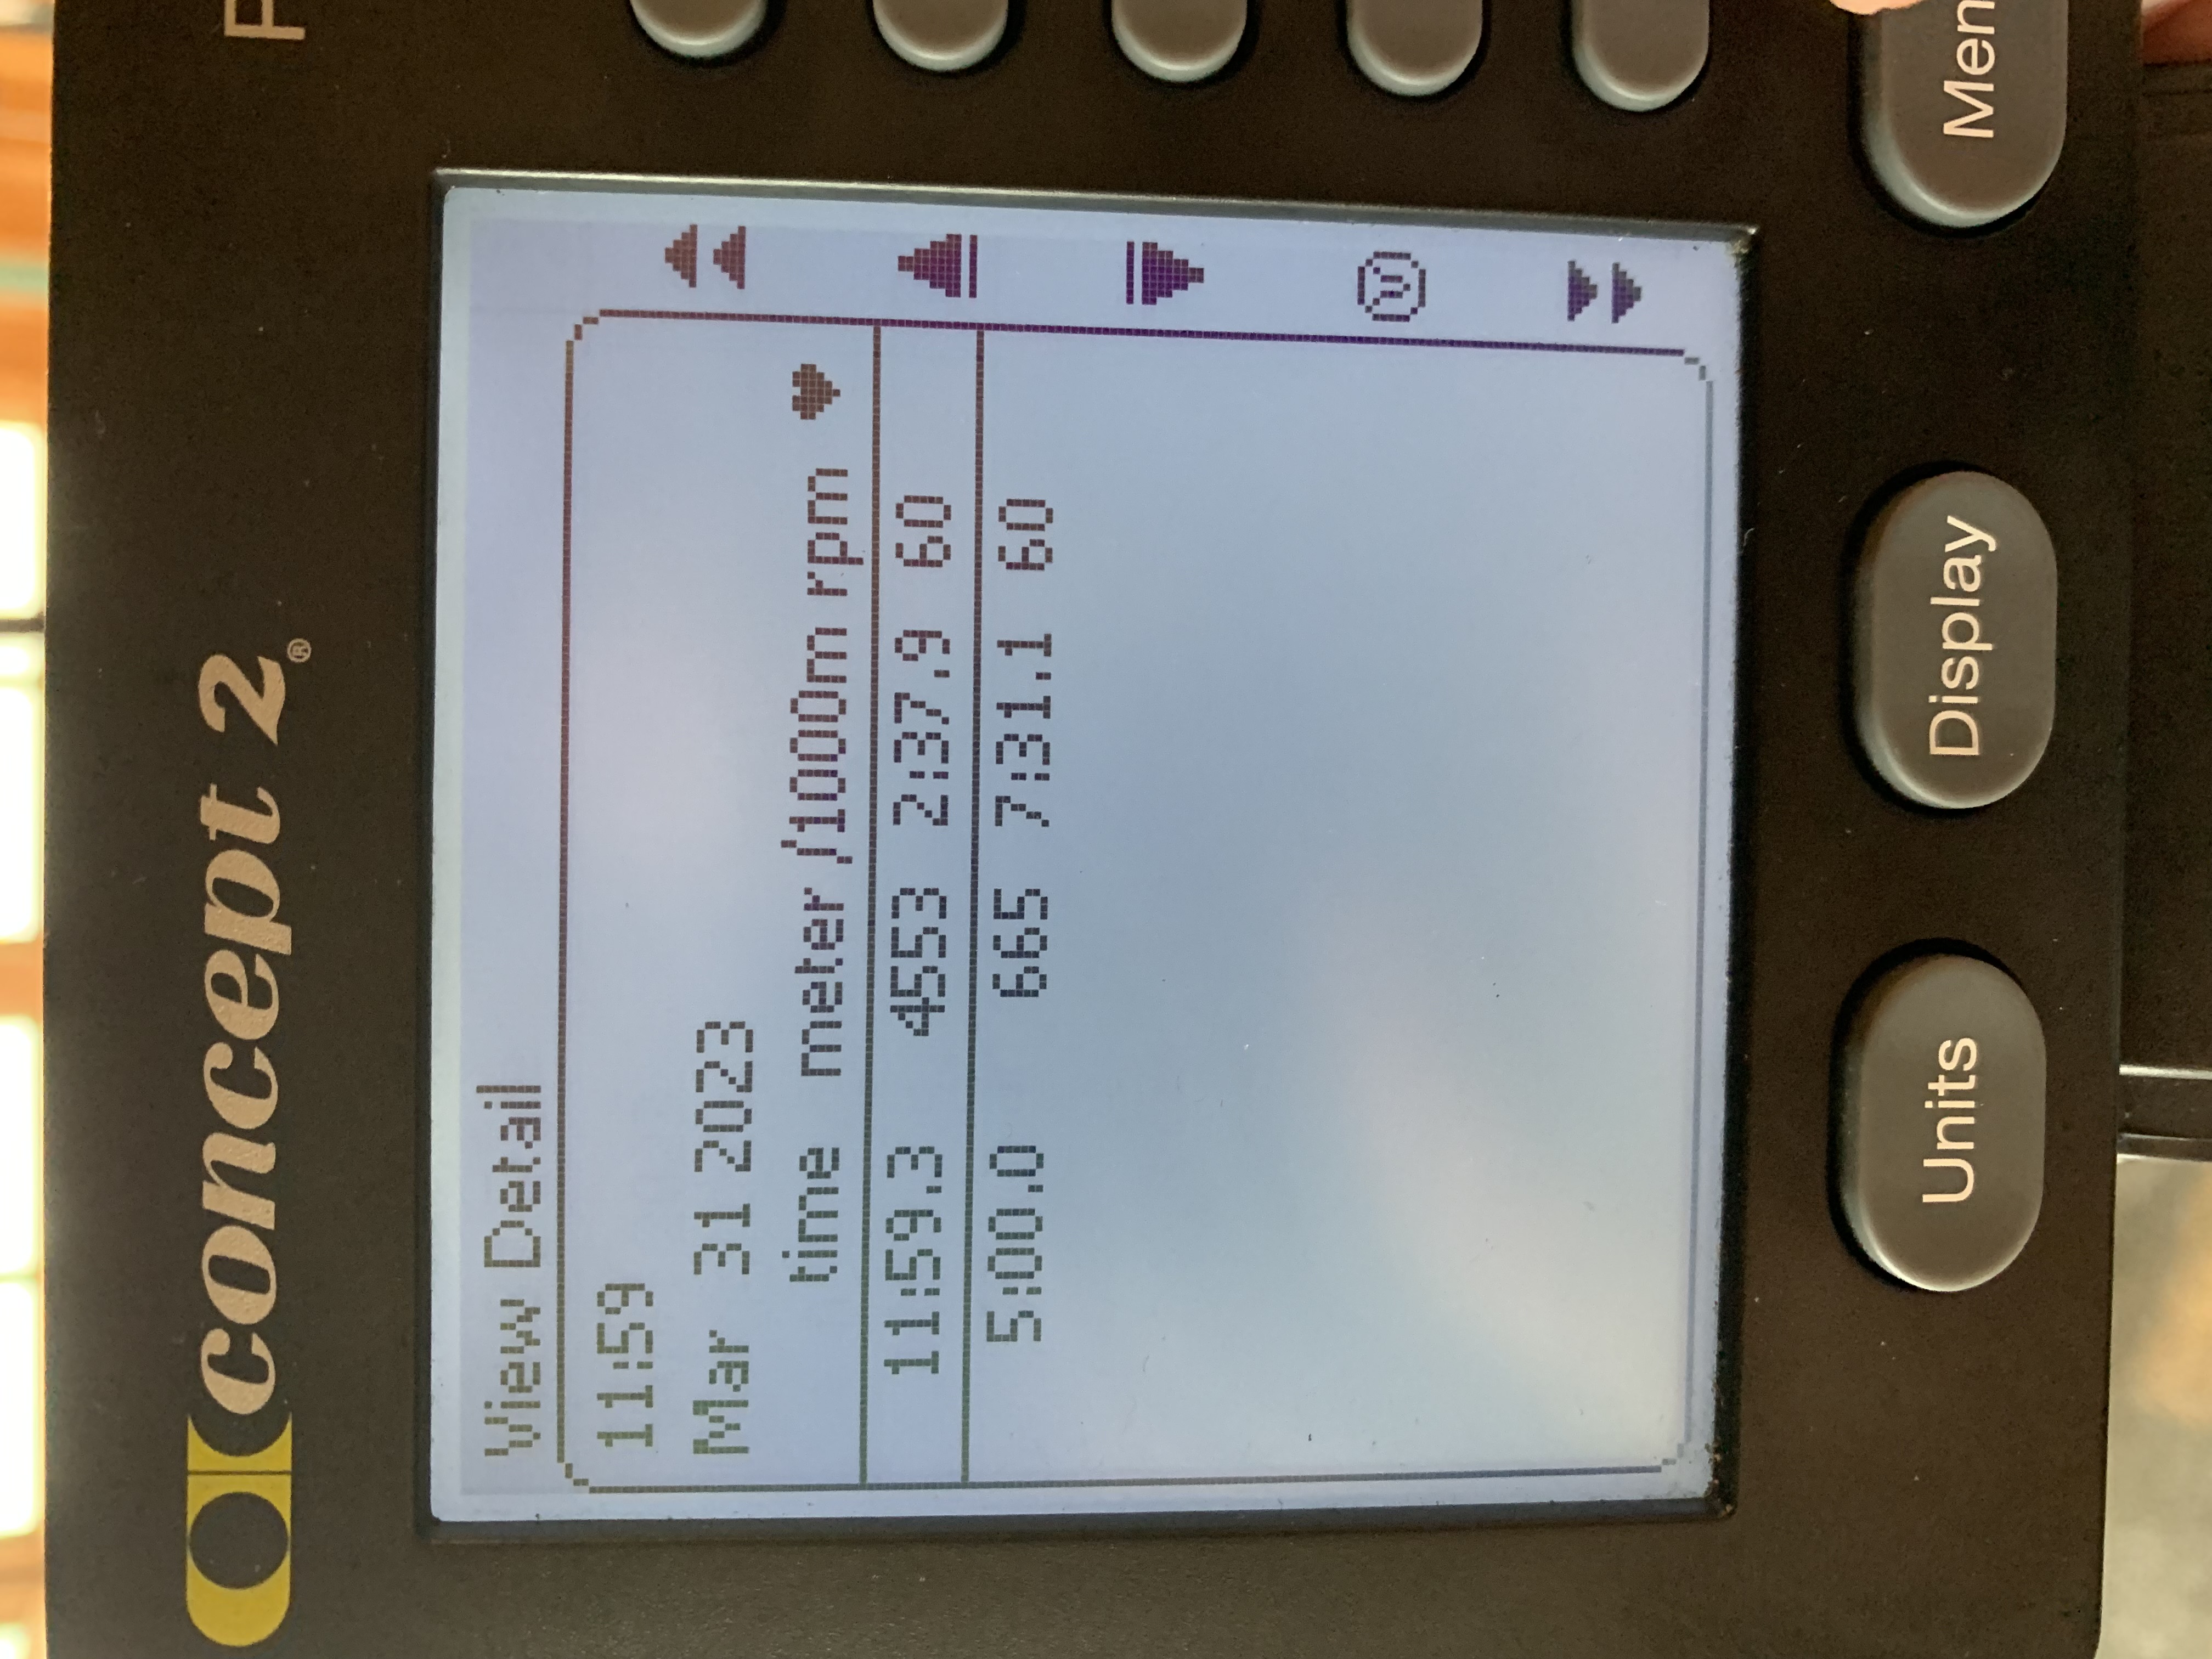 concept 2®
View Detail
11:59
Mar 31 2023
time meter /1000m rpm ♥
11:59.3 4553 2:37.9 60
5:00.0 665 7:31.1 60
Units
Display